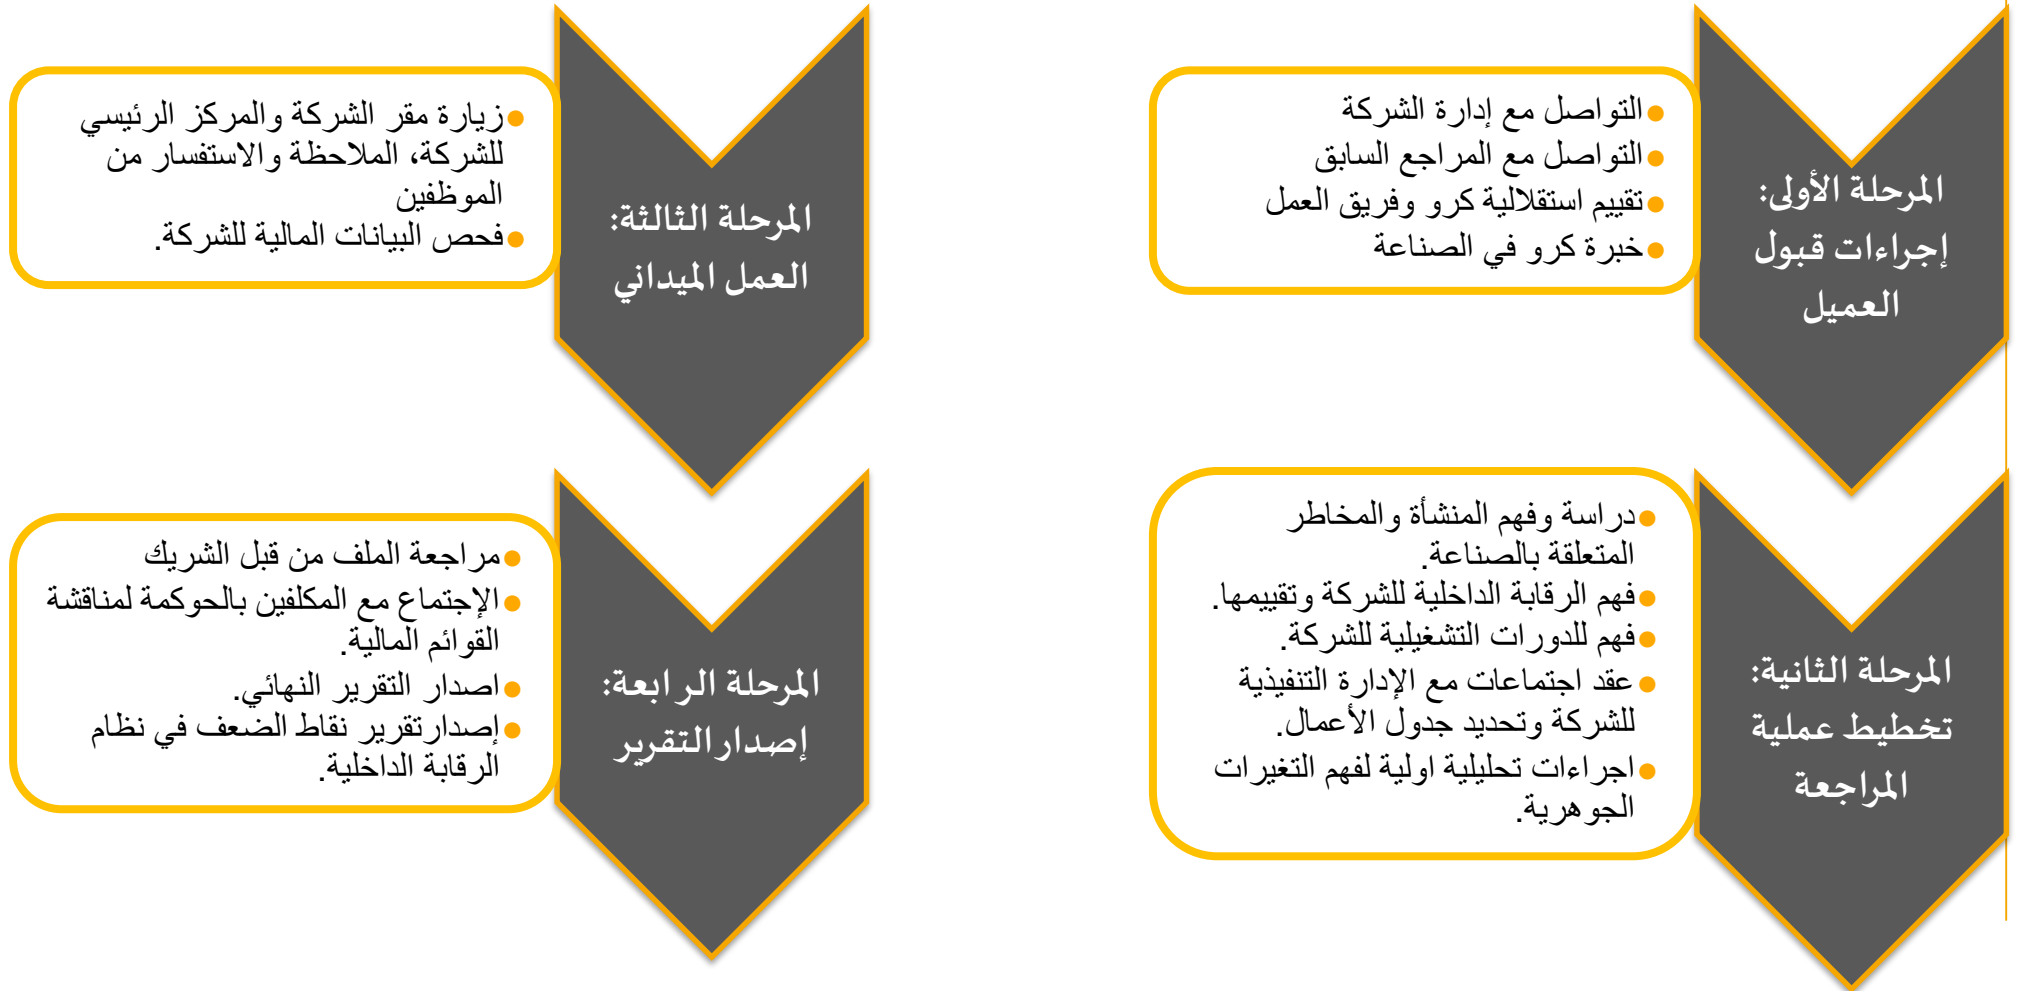 المرحلة الأولى:
إجراءات قبول
العميل
●التواصل مع إدارة الشركة
●التواصل مع المراجع السابق
●تقييم استقلالية كرو وفريق العمل
●خبرة كرو في الصناعة
المرحلة الثانية:
تخطيط عملية
المراجعة
●دراسة وفهم المنشأة والمخاطر
المتعلقة بالصناعة.
●فهم الرقابة الداخلية للشركة وتقييمها.
●فهم للدورات التشغيلية للشركة.
●عقد اجتماعات مع الإدارة التنفيذية
للشركة وتحديد جدول الأعمال.
●اجراءات تحليلية اولية لفهم التغيرات
الجوهرية.
المرحلة الثالثة:
العمل الميداني
●زيارة مقر الشركة والمركز الرئيسي
للشركة، الملاحظة والاستفسار من
الموظفين
●فحص البيانات المالية للشركة.
المرحلة الرابعة:
إصدار التقرير
●مراجعة الملف من قبل الشريك
●الإجتماع مع المكلفين بالحوكمة لمناقشة
القوائم المالية.
●اصدار التقرير النهائي.
●إصدار تقرير نقاط الضعف في نظام
الرقابة الداخلية.